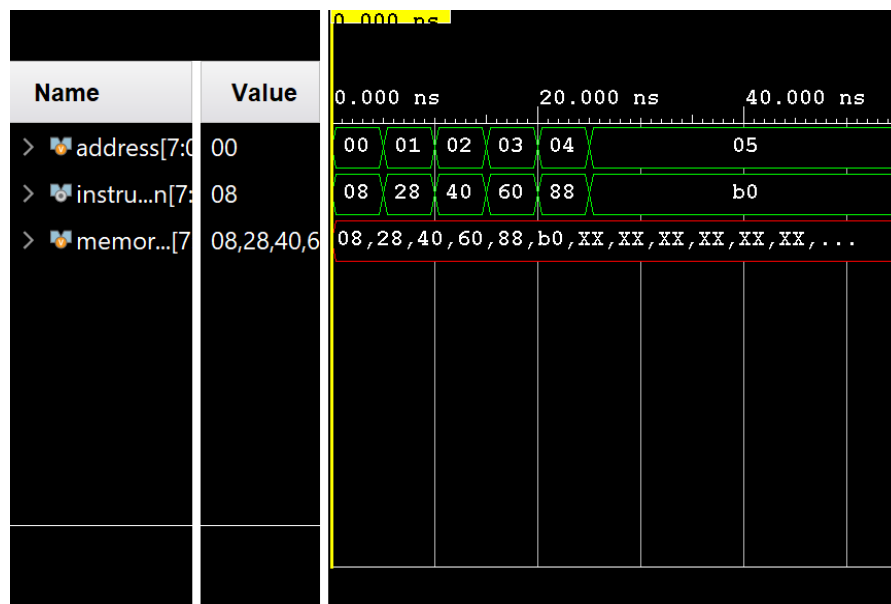 0.000 ns
Name Value 0.000 ns 20.000 ns 40.000 ns
> address[7:0 00 00 01 02 03 04 05
> instru...n[7: 08 08 28 40 60 88 b0
> memor...[7 08,28,40,6 08,28,40,60,88,b0,XX,XX,XX,XX,XX,XX,...